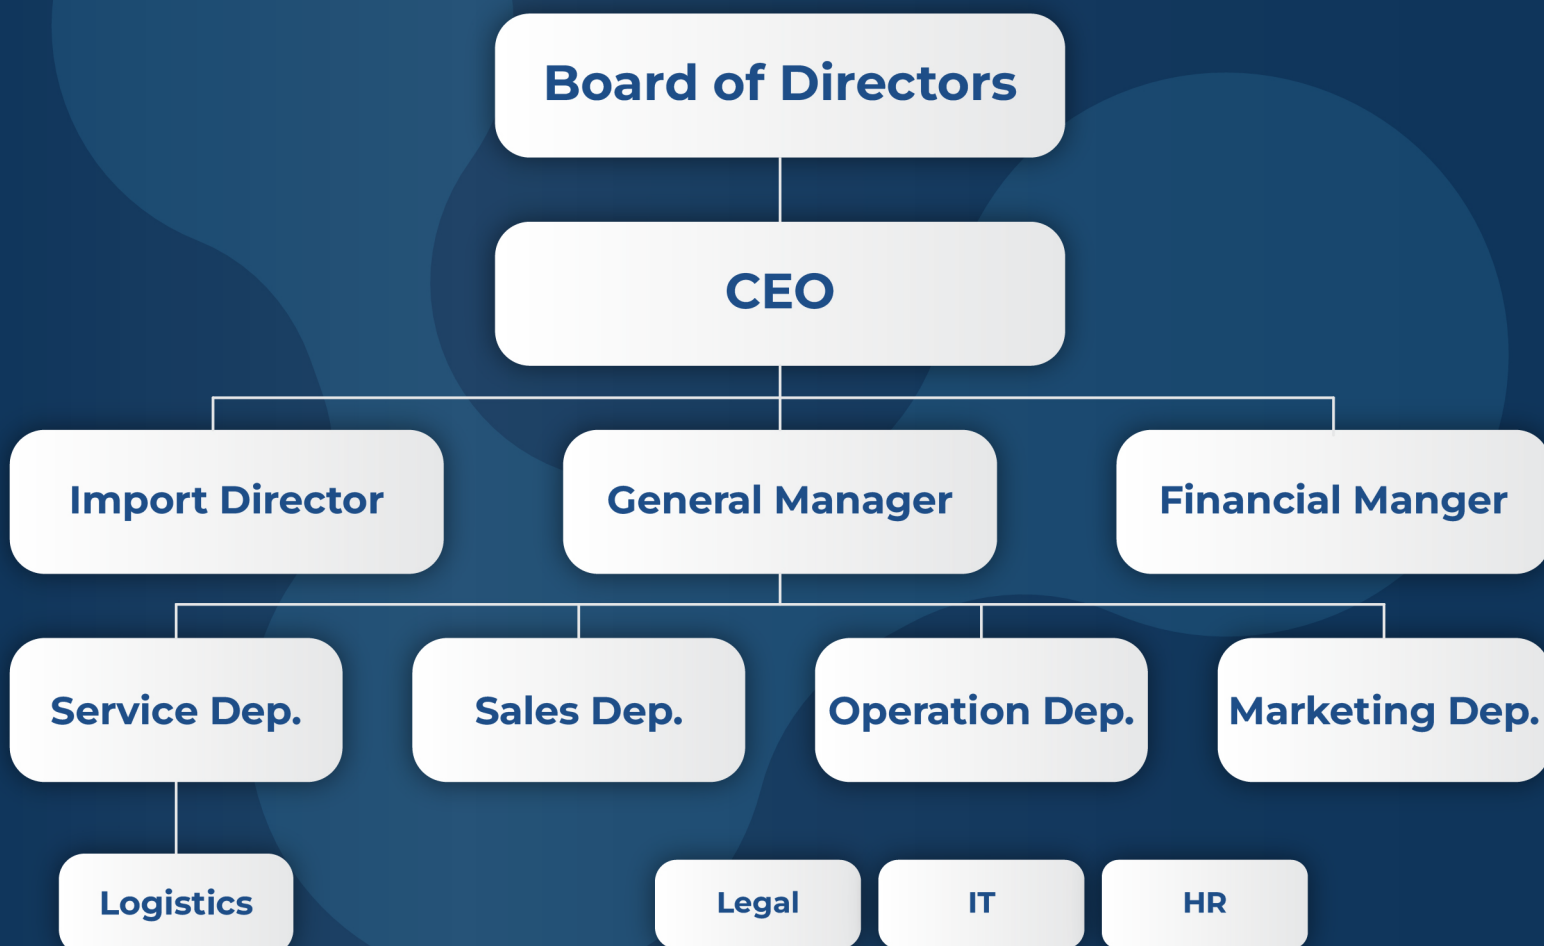 Board of Directors
CEO
Import Director
General Manager
Financial Manger
Service Dep.
Sales Dep.
Operation Dep.
Marketing Dep.
Logistics
Legal
IT
HR